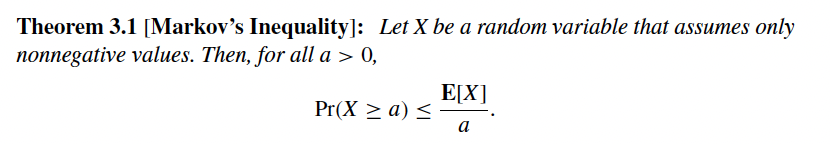 Theorem 3.1 [Markov's Inequality]: Let X be a random variable that assumes only
nonnegative values. Then, for all a > 0,
Pr(X ≥ a) ≤ E[X] / a.